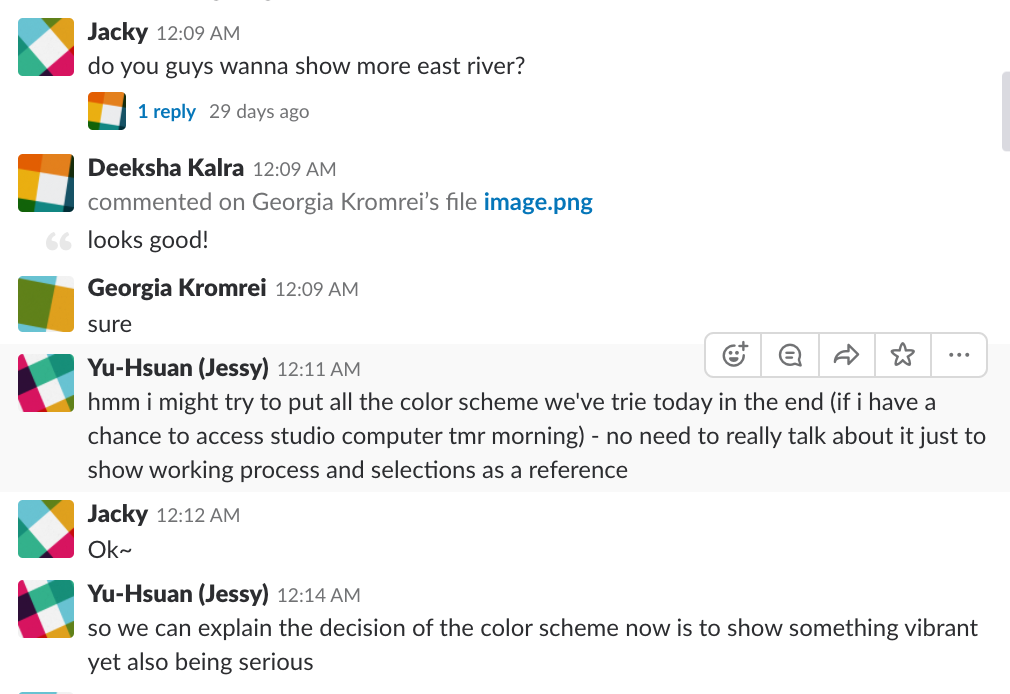 Jacky 12:09 AM
do you guys wanna show more east river?
1 reply 29 days ago
Deeksha Kalra 12:09 AM
commented on Georgia Kromrei’s file image.png
looks good!
Georgia Kromrei 12:09 AM
sure
Yu-Hsuan (Jessy) 12:11 AM
hmm i might try to put all the color scheme we've trie today in the end (if i have a
chance to access studio computer tmr morning) - no need to really talk about it just to
show working process and selections as a reference
Jacky 12:12 AM
Ok~
Yu-Hsuan (Jessy) 12:14 AM
so we can explain the decision of the color scheme now is to show something vibrant
yet also being serious